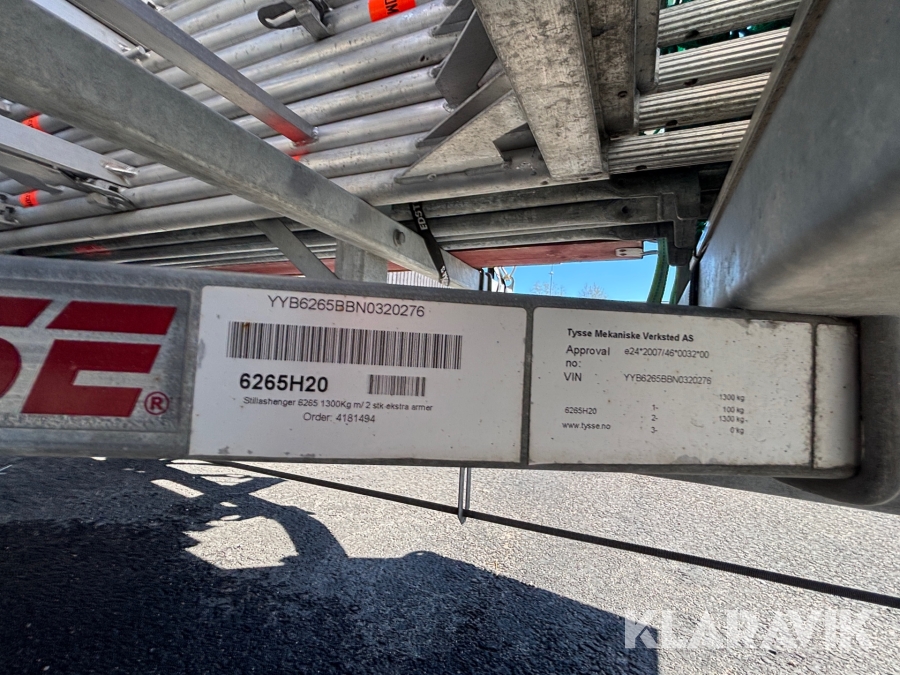 SE®
YYB6265BBN0320276
6265H20
Stillashenger 6265 1300Kg m/ 2 stk ekstra armer
Order: 4181494
Tysse Mekaniske Verksted AS
Approval no: e24*2007/46*0032*00
VIN YYB6265BBN0320276
1300 kg
6265H20 1- 100 kg
www.tysse.no 2- 1300 kg
3- 0 kg
KLARAVIK